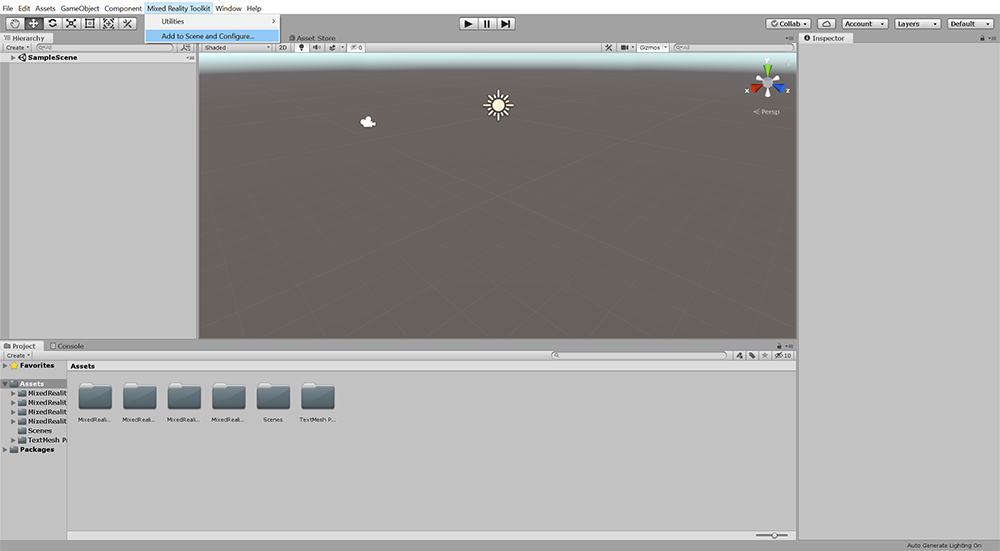 File Edit Assets GameObject Component Mixed Reality Toolkit Window Help
Utilities
Add to Scene and Configure...
Collab Account Layers Default
Hierarchy
Asset Store
Inspector
Create All
Shaded 2D 0 Gizmos All
SampleScene
y
x z
Persp
Project Console
Create 10
Favorites
Assets
Assets
MixedRealit
MixedRealit
MixedRealit
MixedRealit
Scenes
TextMesh P
Packages
MixedReali... MixedReali... MixedReali... MixedReali... Scenes TextMesh P...
Auto Generate Lighting On